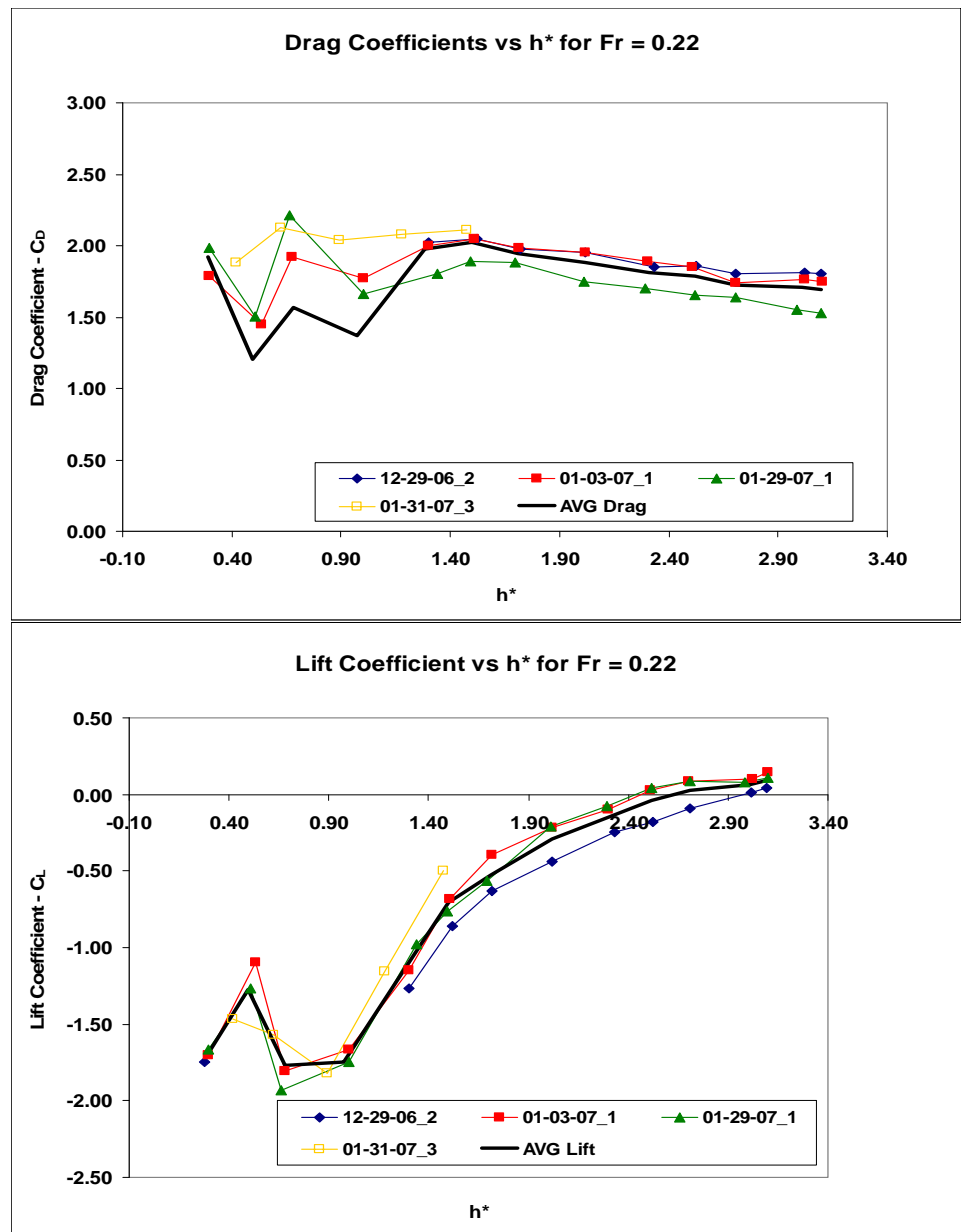 Drag Coefficients vs h* for Fr = 0.22
3.00
2.50
2.00
1.50
1.00
0.50
0.00
Drag Coefficient - CD
12-29-06_2 01-03-07_1 01-29-07_1
01-31-07_3 AVG Drag
-0.10 0.40 0.90 1.40 1.90 2.40 2.90 3.40
h*
Lift Coefficient vs h* for Fr = 0.22
0.50
0.00
-0.10 0.40 0.90 1.40 1.90 2.40 2.90 3.40
-0.50
-1.00
-1.50
-2.00
-2.50
Lift Coefficient - CL
12-29-06_2 01-03-07_1 01-29-07_1
01-31-07_3 AVG Lift
h*